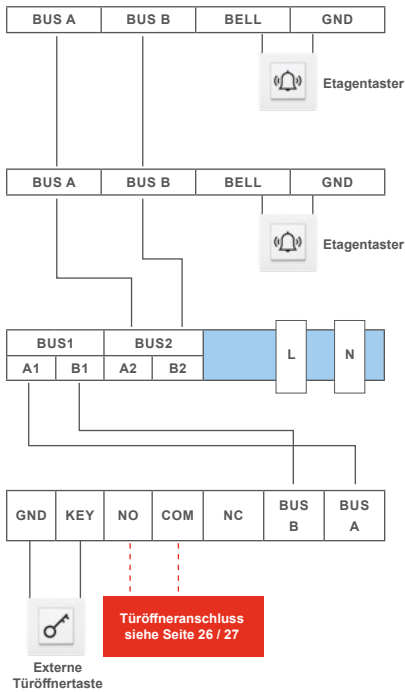 BUS A BUS B BELL GND
Etagentaster
BUS A BUS B BELL GND
Etagentaster
BUS1 BUS2
A1 B1 A2 B2
L N
GND KEY NO COM NC BUS B BUS A
Türöffneranschluss
siehe Seite 26 / 27
Externe
Türöffnertaste